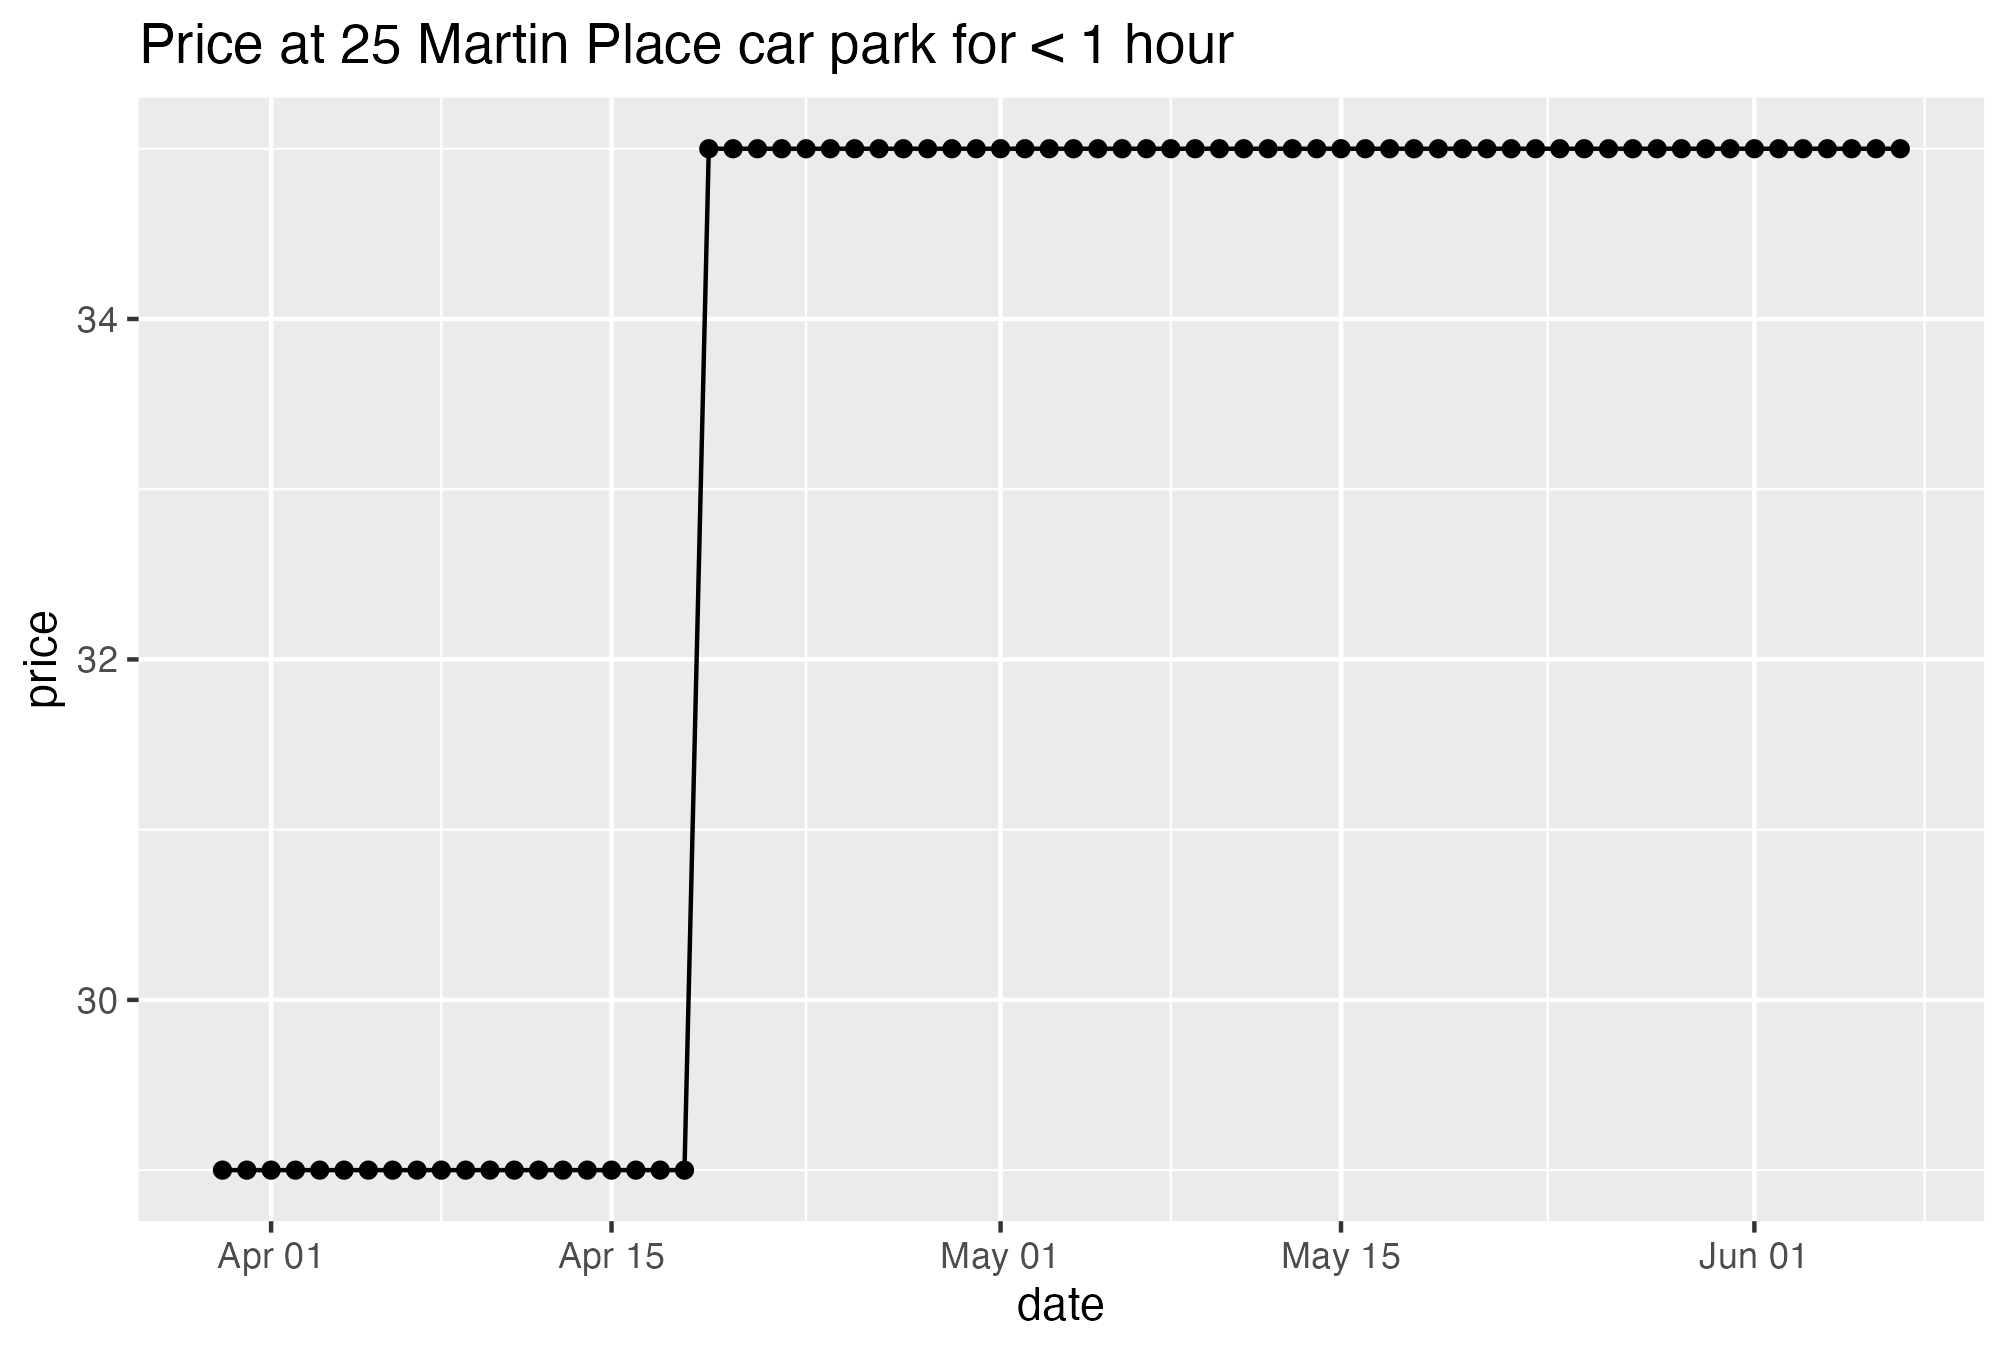 Price at 25 Martin Place car park for < 1 hour
34
32
30
price
Apr 01
Apr 15
May 01
May 15
Jun 01
date